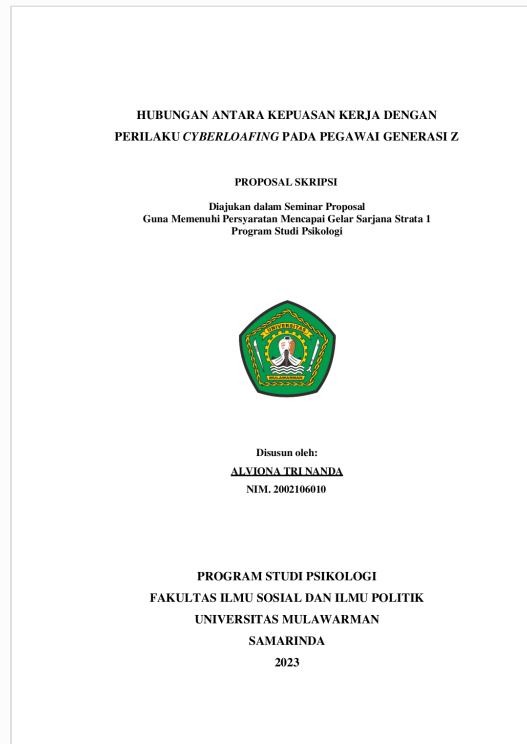 HUBUNGAN ANTARA KEPUASAN KERJA DENGAN
PERILAKU CYBERLOAFING PADA PEGAWAI GENERASI Z
PROPOSAL SKRIPSI
Diajukan dalam Seminar Proposal
Guna Memenuhi Persyaratan Mencapai Gelar Sarjana Strata 1
Program Studi Psikologi
UNIVERSITAS
MULAWARMAN
Disusun oleh:
ALVIONA TRI NANDA
NIM. 2002106010
PROGRAM STUDI PSIKOLOGI
FAKULTAS ILMU SOSIAL DAN ILMU POLITIK
UNIVERSITAS MULAWARMAN
SAMARINDA
2023